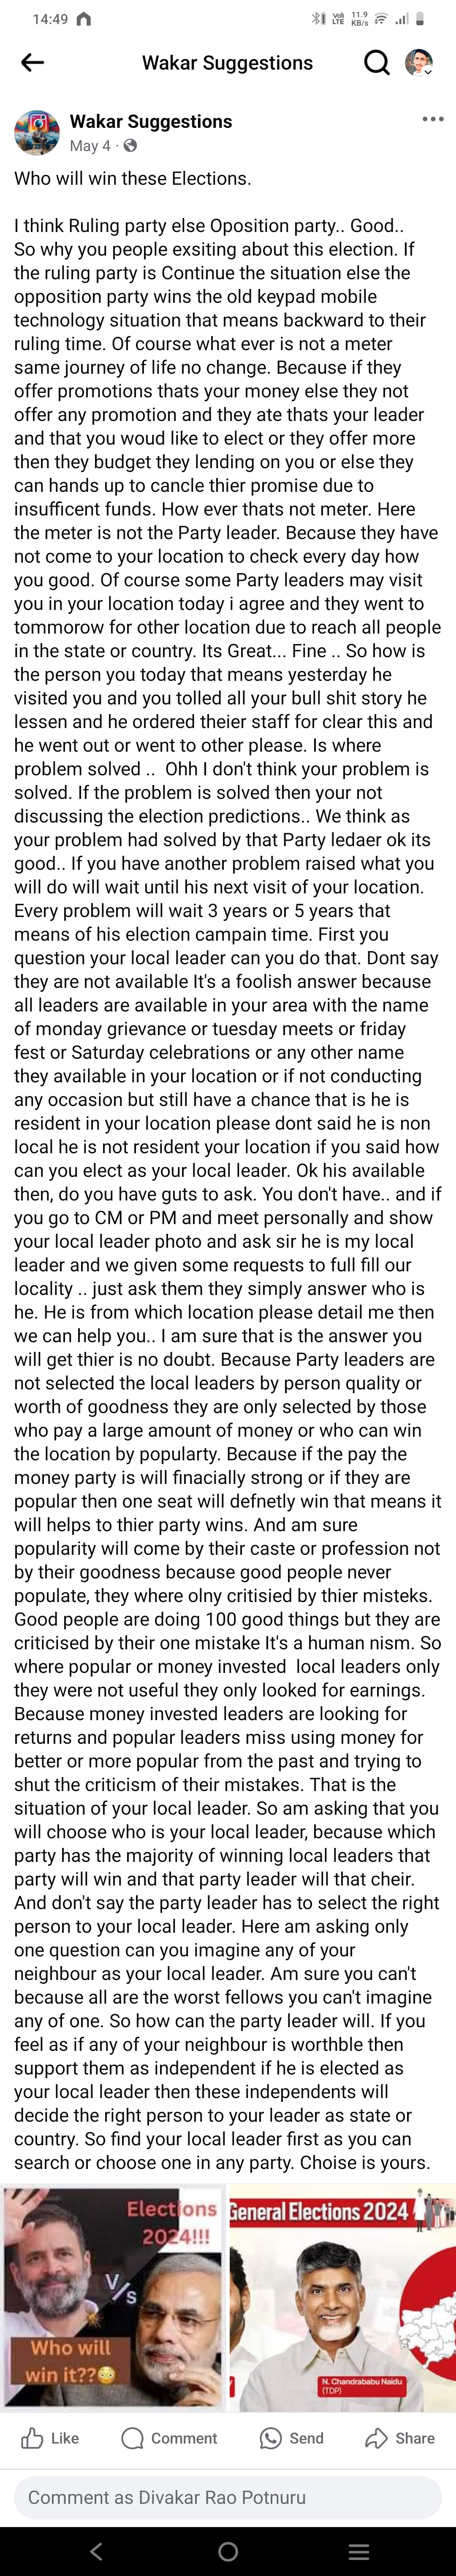 14:49
Vo) LTE
11.9 KB/s
Wakar Suggestions
Wakar Suggestions
May 4 ·
Who will win these Elections.
I think Ruling party else Oposition party.. Good..
So why you people exsiting about this election. If
the ruling party is Continue the situation else the
opposition party wins the old keypad mobile
technology situation that means backward to their
ruling time. Of course what ever is not a meter
same journey of life no change. Because if they
offer promotions thats your money else they not
offer any promotion and they ate thats your leader
and that you woud like to elect or they offer more
then they budget they lending on you or else they
can hands up to cancle thier promise due to
insufficent funds. How ever thats not meter. Here
the meter is not the Party leader. Because they have
not come to your location to check every day how
you good. Of course some Party leaders may visit
you in your location today i agree and they went to
tommorow for other location due to reach all people
in the state or country. Its Great... Fine .. So how is
the person you today that means yesterday he
visited you and you tolled all your bull shit story he
lessen and he ordered theier staff for clear this and
he went out or went to other please. Is where
problem solved ..  Ohh I don't think your problem is
solved. If the problem is solved then your not
discussing the election predictions.. We think as
your problem had solved by that Party ledaer ok its
good.. If you have another problem raised what you
will do will wait until his next visit of your location.
Every problem will wait 3 years or 5 years that
means of his election campain time. First you
question your local leader can you do that. Dont say
they are not available It's a foolish answer because
all leaders are available in your area with the name
of monday grievance or tuesday meets or friday
fest or Saturday celebrations or any other name
they available in your location or if not conducting
any occasion but still have a chance that is he is
resident in your location please dont said he is non
local he is not resident your location if you said how
can you elect as your local leader. Ok his available
then, do you have guts to ask. You don't have.. and if
you go to CM or PM and meet personally and show
your local leader photo and ask sir he is my local
leader and we given some requests to full fill our
locality .. just ask them they simply answer who is
he. He is from which location please detail me then
we can help you.. I am sure that is the answer you
will get thier is no doubt. Because Party leaders are
not selected the local leaders by person quality or
worth of goodness they are only selected by those
who pay a large amount of money or who can win
the location by popularty. Because if the pay the
money party is will finacially strong or if they are
popular then one seat will defnetly win that means it
will helps to thier party wins. And am sure
popularity will come by their caste or profession not
by their goodness because good people never
populate, they where olny critisied by thier misteks.
Good people are doing 100 good things but they are
criticised by their one mistake It's a human nism. So
where popular or money invested  local leaders only
they were not useful they only looked for earnings.
Because money invested leaders are looking for
returns and popular leaders miss using money for
better or more popular from the past and trying to
shut the criticism of their mistakes. That is the
situation of your local leader. So am asking that you
will choose who is your local leader, because which
party has the majority of winning local leaders that
party will win and that party leader will that cheir.
And don't say the party leader has to select the right
person to your local leader. Here am asking only
one question can you imagine any of your
neighbour as your local leader. Am sure you can't
because all are the worst fellows you can't imagine
any of one. So how can the party leader will. If you
feel as if any of your neighbour is worthble then
support them as independent if he is elected as
your local leader then these independents will
decide the right person to your leader as state or
country. So find your local leader first as you can
search or choose one in any party. Choise is yours.
Elections
2024!!!
V/s
Who will
win it??
General Elections 2024
N. Chandrababu Naidu
(TDP)
Like
Comment
Send
Share
Comment as Divakar Rao Potnuru